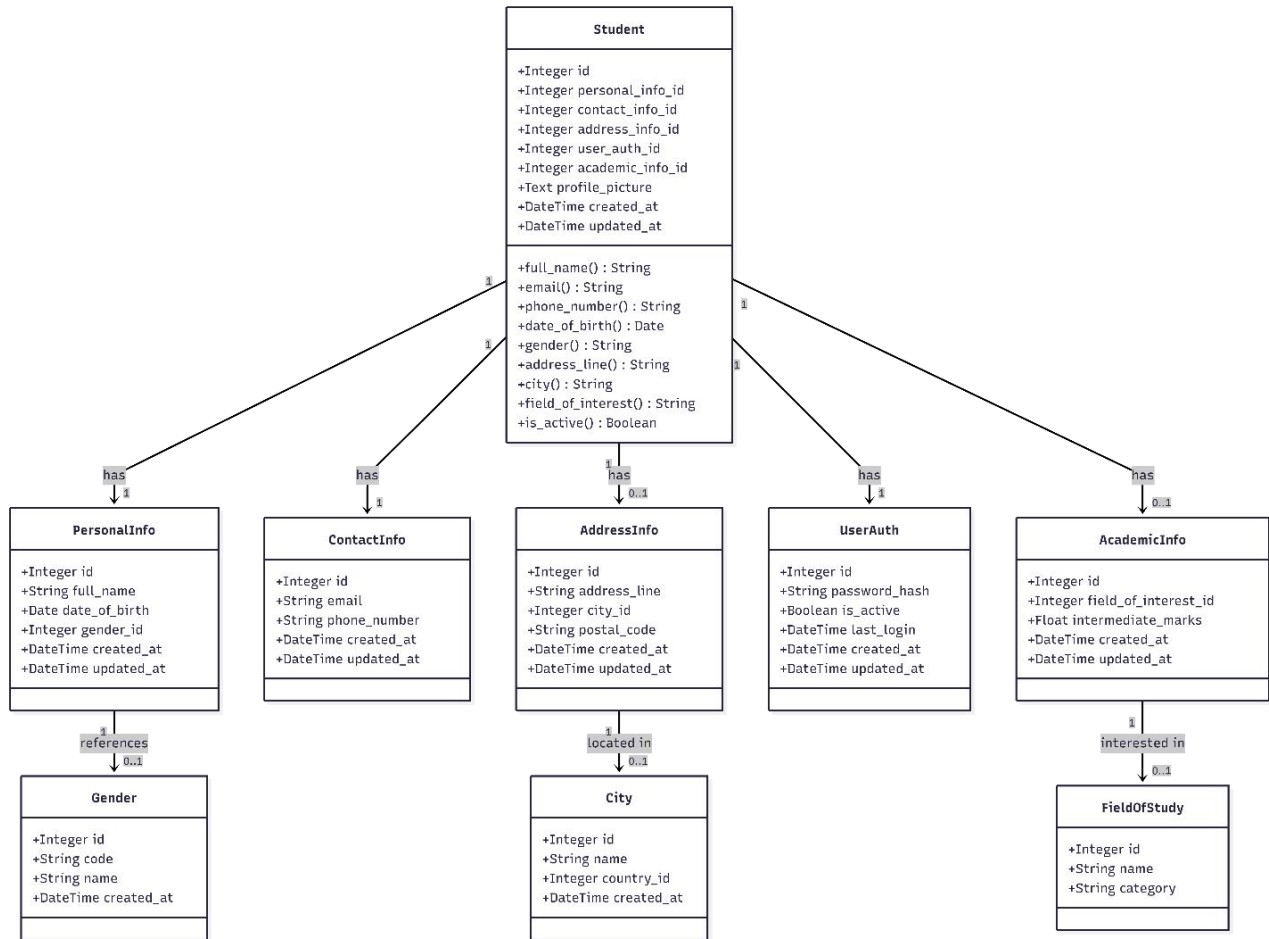 Student
+Integer id
+Integer personal_info_id
+Integer contact_info_id
+Integer address_info_id
+Integer user_auth_id
+Integer academic_info_id
+Text profile_picture
+DateTime created_at
+DateTime updated_at
+full_name() : String
+email() : String
+phone_number() : String
+date_of_birth() : Date
+gender() : String
+address_line() : String
+city() : String
+field_of_interest() : String
+is_active() : Boolean
1
1
1
1
1
has
has
has
has
has
1
1
0..1
1
0..1
PersonalInfo
+Integer id
+String full_name
+Date date_of_birth
+Integer gender_id
+DateTime created_at
+DateTime updated_at
ContactInfo
+Integer id
+String email
+String phone_number
+DateTime created_at
+DateTime updated_at
AddressInfo
+Integer id
+String address_line
+Integer city_id
+String postal_code
+DateTime created_at
+DateTime updated_at
UserAuth
+Integer id
+String password_hash
+Boolean is_active
+DateTime last_login
+DateTime created_at
+DateTime updated_at
AcademicInfo
+Integer id
+Integer field_of_interest_id
+Float intermediate_marks
+DateTime created_at
+DateTime updated_at
1
references
0..1
1
located in
0..1
1
interested in
0..1
Gender
+Integer id
+String code
+String name
+DateTime created_at
City
+Integer id
+String name
+Integer country_id
+DateTime created_at
FieldOfStudy
+Integer id
+String name
+String category